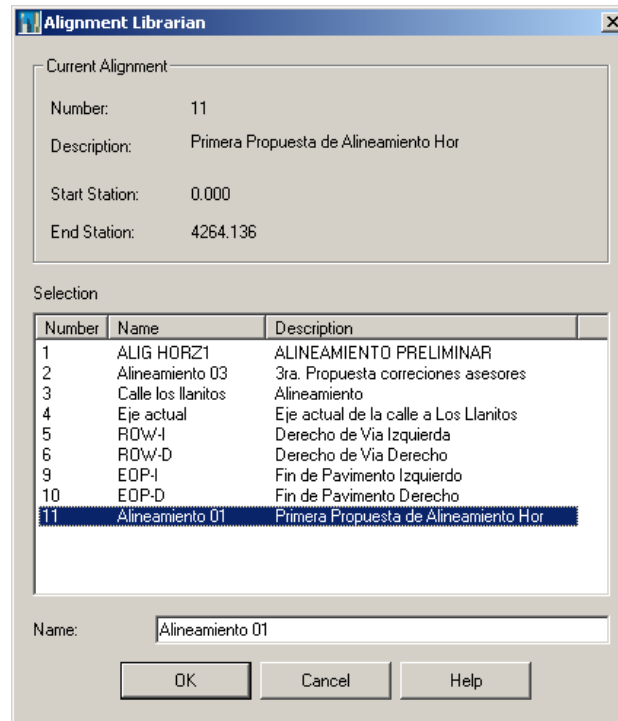 Alignment Librarian
Current Alignment
Number: 11
Description: Primera Propuesta de Alineamiento Hor
Start Station: 0.000
End Station: 4264.136
Selection
Number Name Description
1 ALIG HORZ1 ALINEAMIENTO PRELIMINAR
2 Alineamiento 03 3ra. Propuesta correciones asesores
3 Calle los llanitos Alineamiento
4 Eje actual Eje actual de la calle a Los Llanitos
5 ROW-I Derecho de Via Izquierda
6 ROW-D Derecho de Via Derecho
9 EOP-I Fin de Pavimento Izquierdo
10 EOP-D Fin de Pavimento Derecho
11 Alineamiento 01 Primera Propuesta de Alineamiento Hor
Name: Alineamiento 01
OK Cancel Help